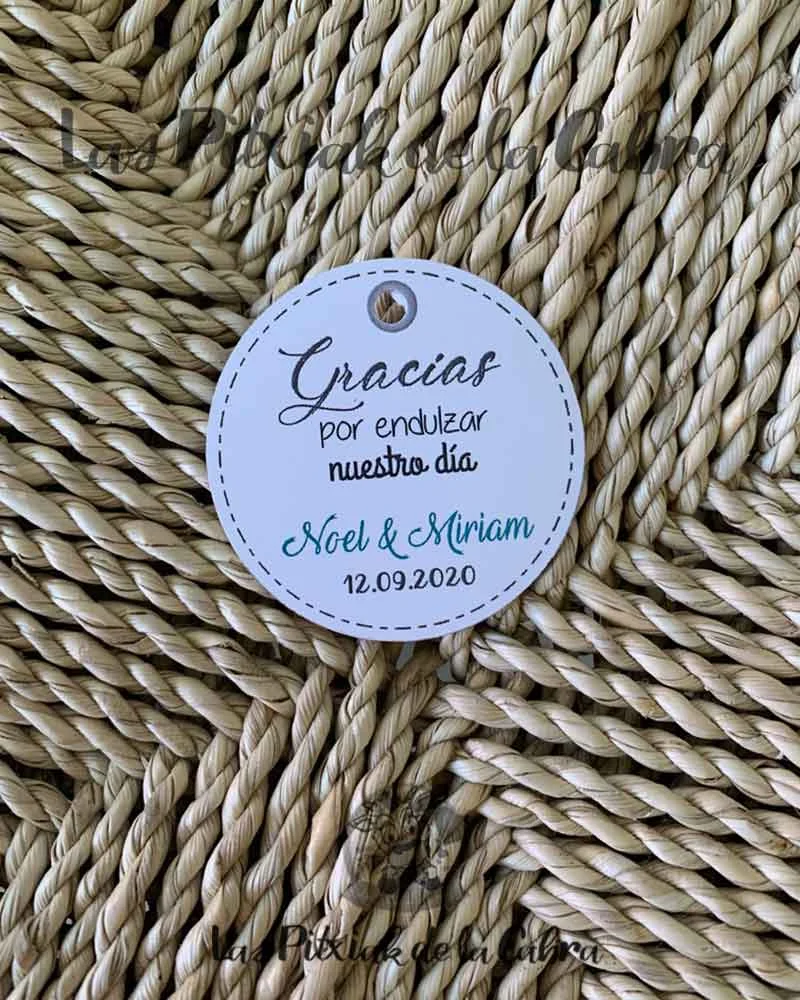 Las Pitxiak de la Cabra
Gracias
por endulzar
nuestro día
Noel & Miriam
12.09.2020
Las Pitxiak de la Cabra